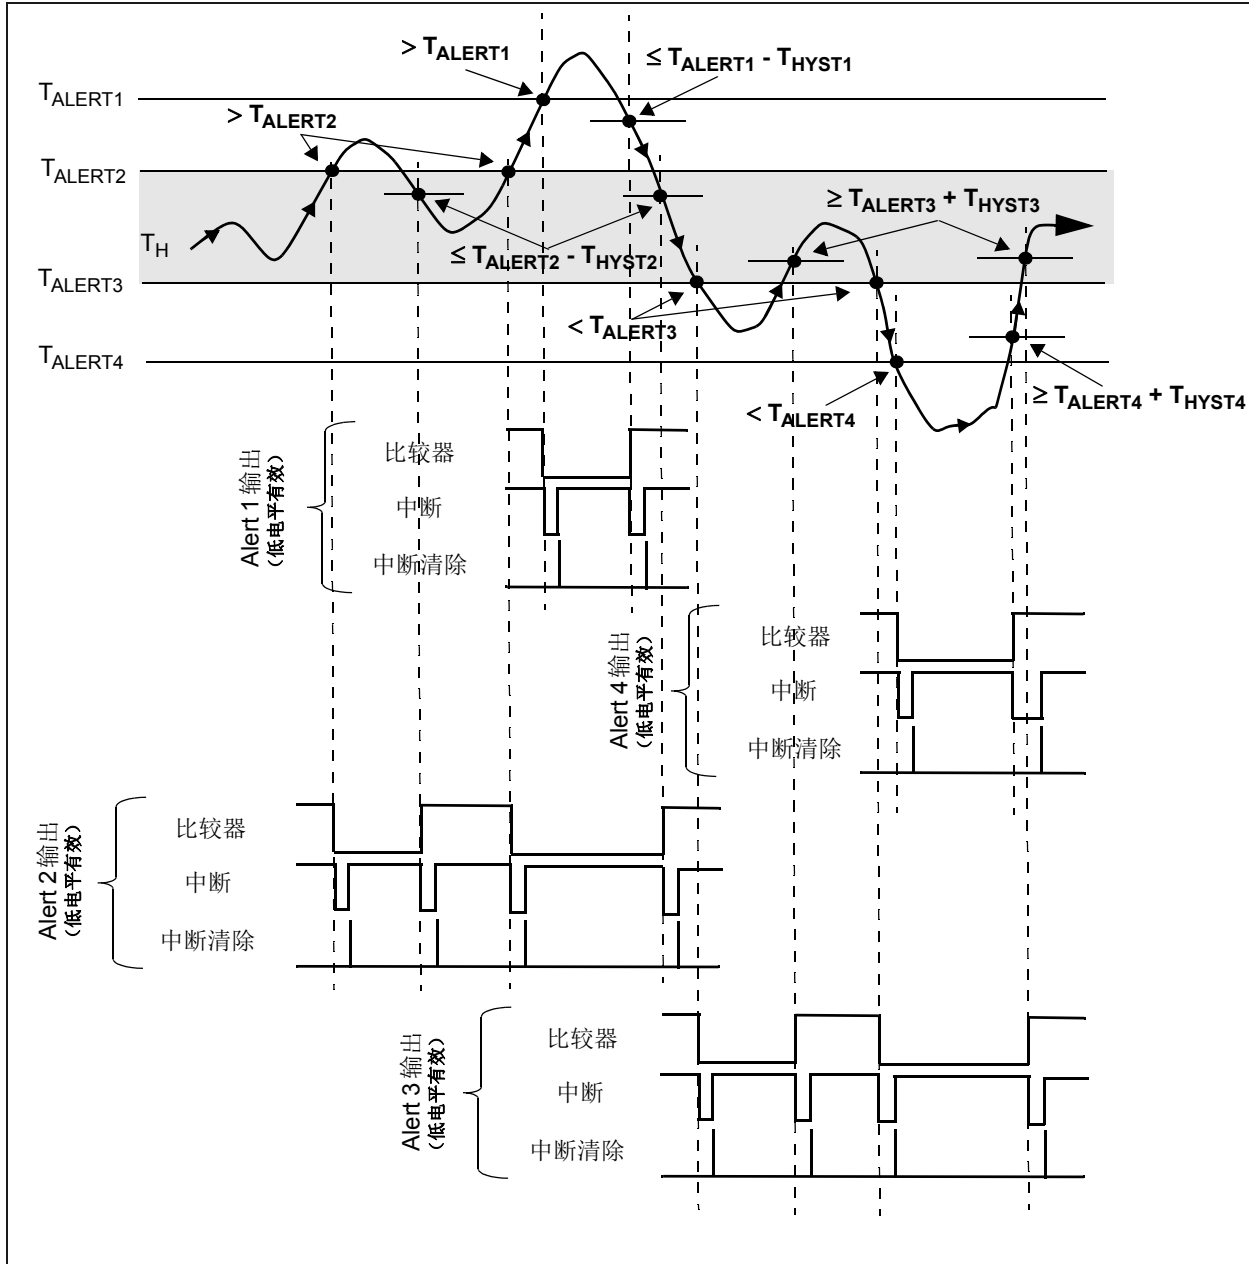 > TALERT1
≤ TALERT1 - THYST1
TALERT1
> TALERT2
TALERT2
≥ TALERT3 + THYST3
TH
≤ TALERT2 - THYST2
TALERT3
< TALERT3
TALERT4
< TALERT4
≥ TALERT4 + THYST4
Alert 1 输出
（低电平有效）
比较器
中断
中断清除
Alert 4 输出
（低电平有效）
比较器
中断
中断清除
Alert 2 输出
（低电平有效）
比较器
中断
中断清除
Alert 3 输出
（低电平有效）
比较器
中断
中断清除